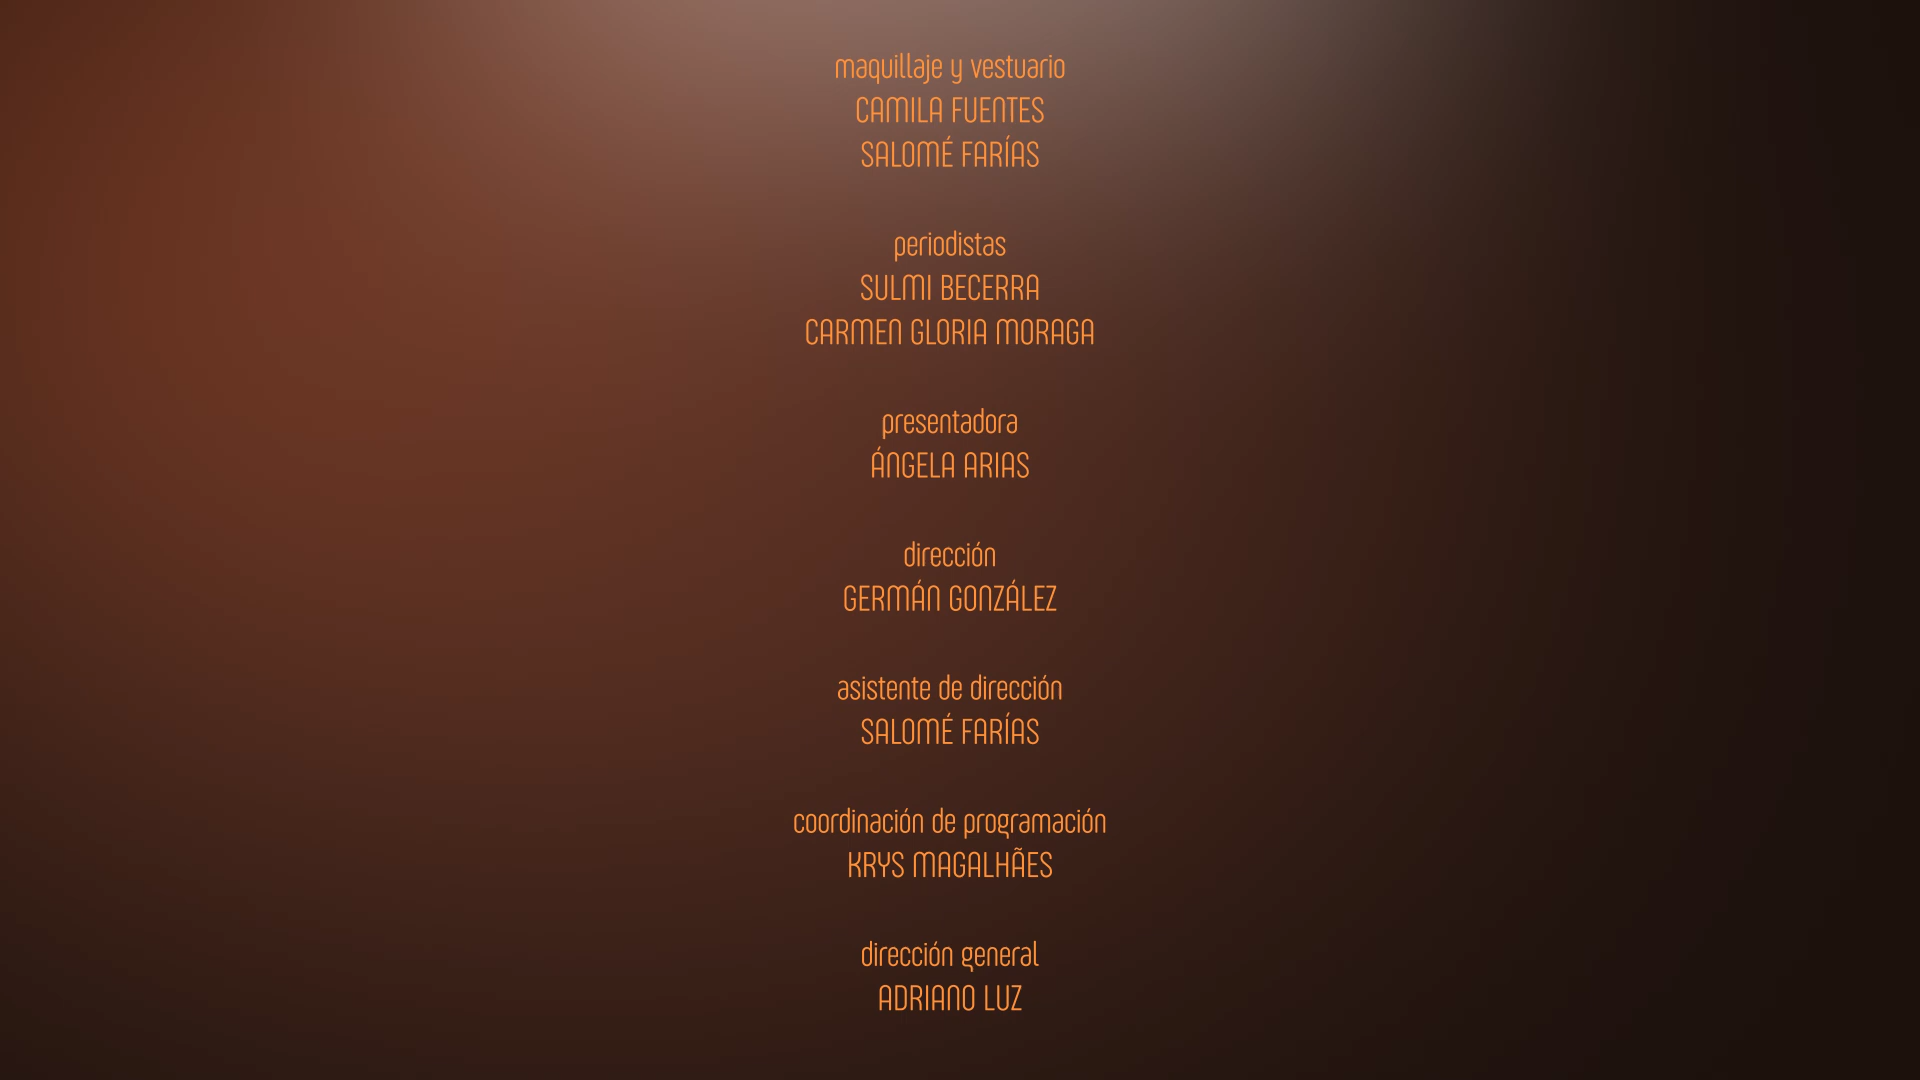 maquillaje y vestuario
CAMILA FUENTES
SALOMÉ FARÍAS
periodistas
SULMI BECERRA
CARMEN GLORIA MORAGA
presentadora
ÁNGELA ARIAS
dirección
GERMÁN GONZÁLEZ
asistente de dirección
SALOMÉ FARÍAS
coordinación de programación
KRYS MAGALHÃES
dirección general
ADRIANO LUZ